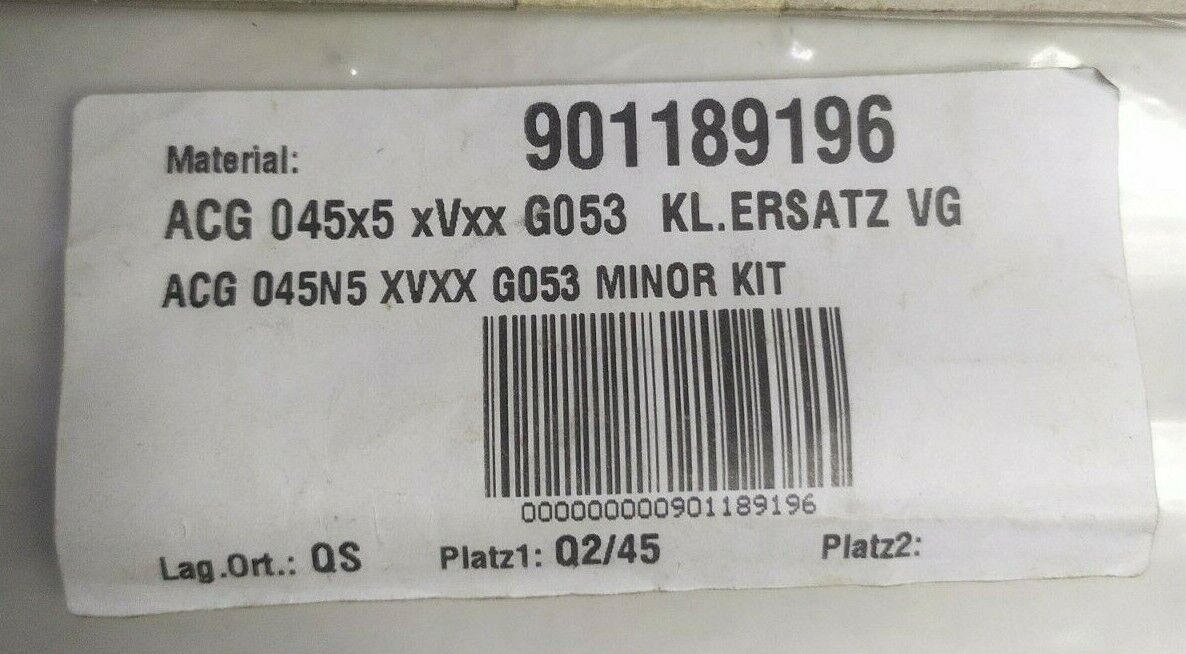 Material: 901189196
ACG 045x5 xVxx G053 KL.ERSATZ VG
ACG 045N5 XVXX G053 MINOR KIT
000000000901189196
Lag.Ort.: QS Platz1: Q2/45 Platz2: